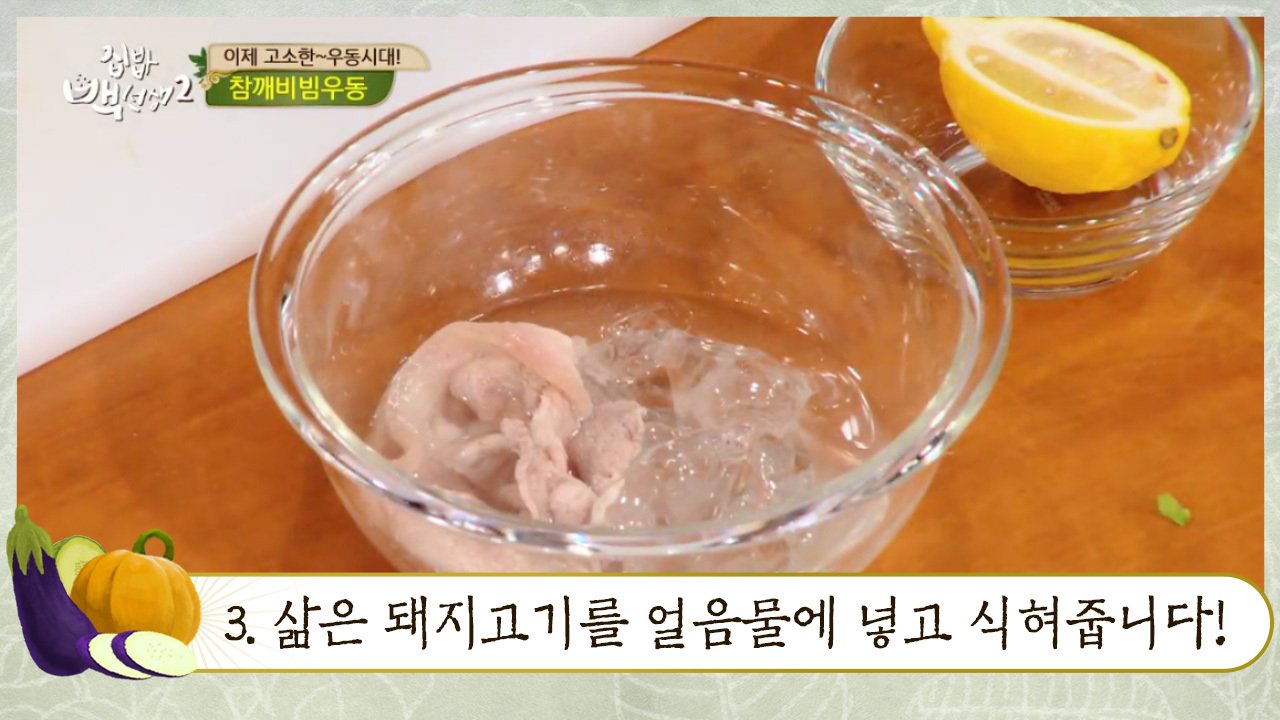 집밥
백선생2
이제 고소한~우동시대!
참깨비빔우동
3. 삶은 돼지고기를 얼음물에 넣고 식혀줍니다!